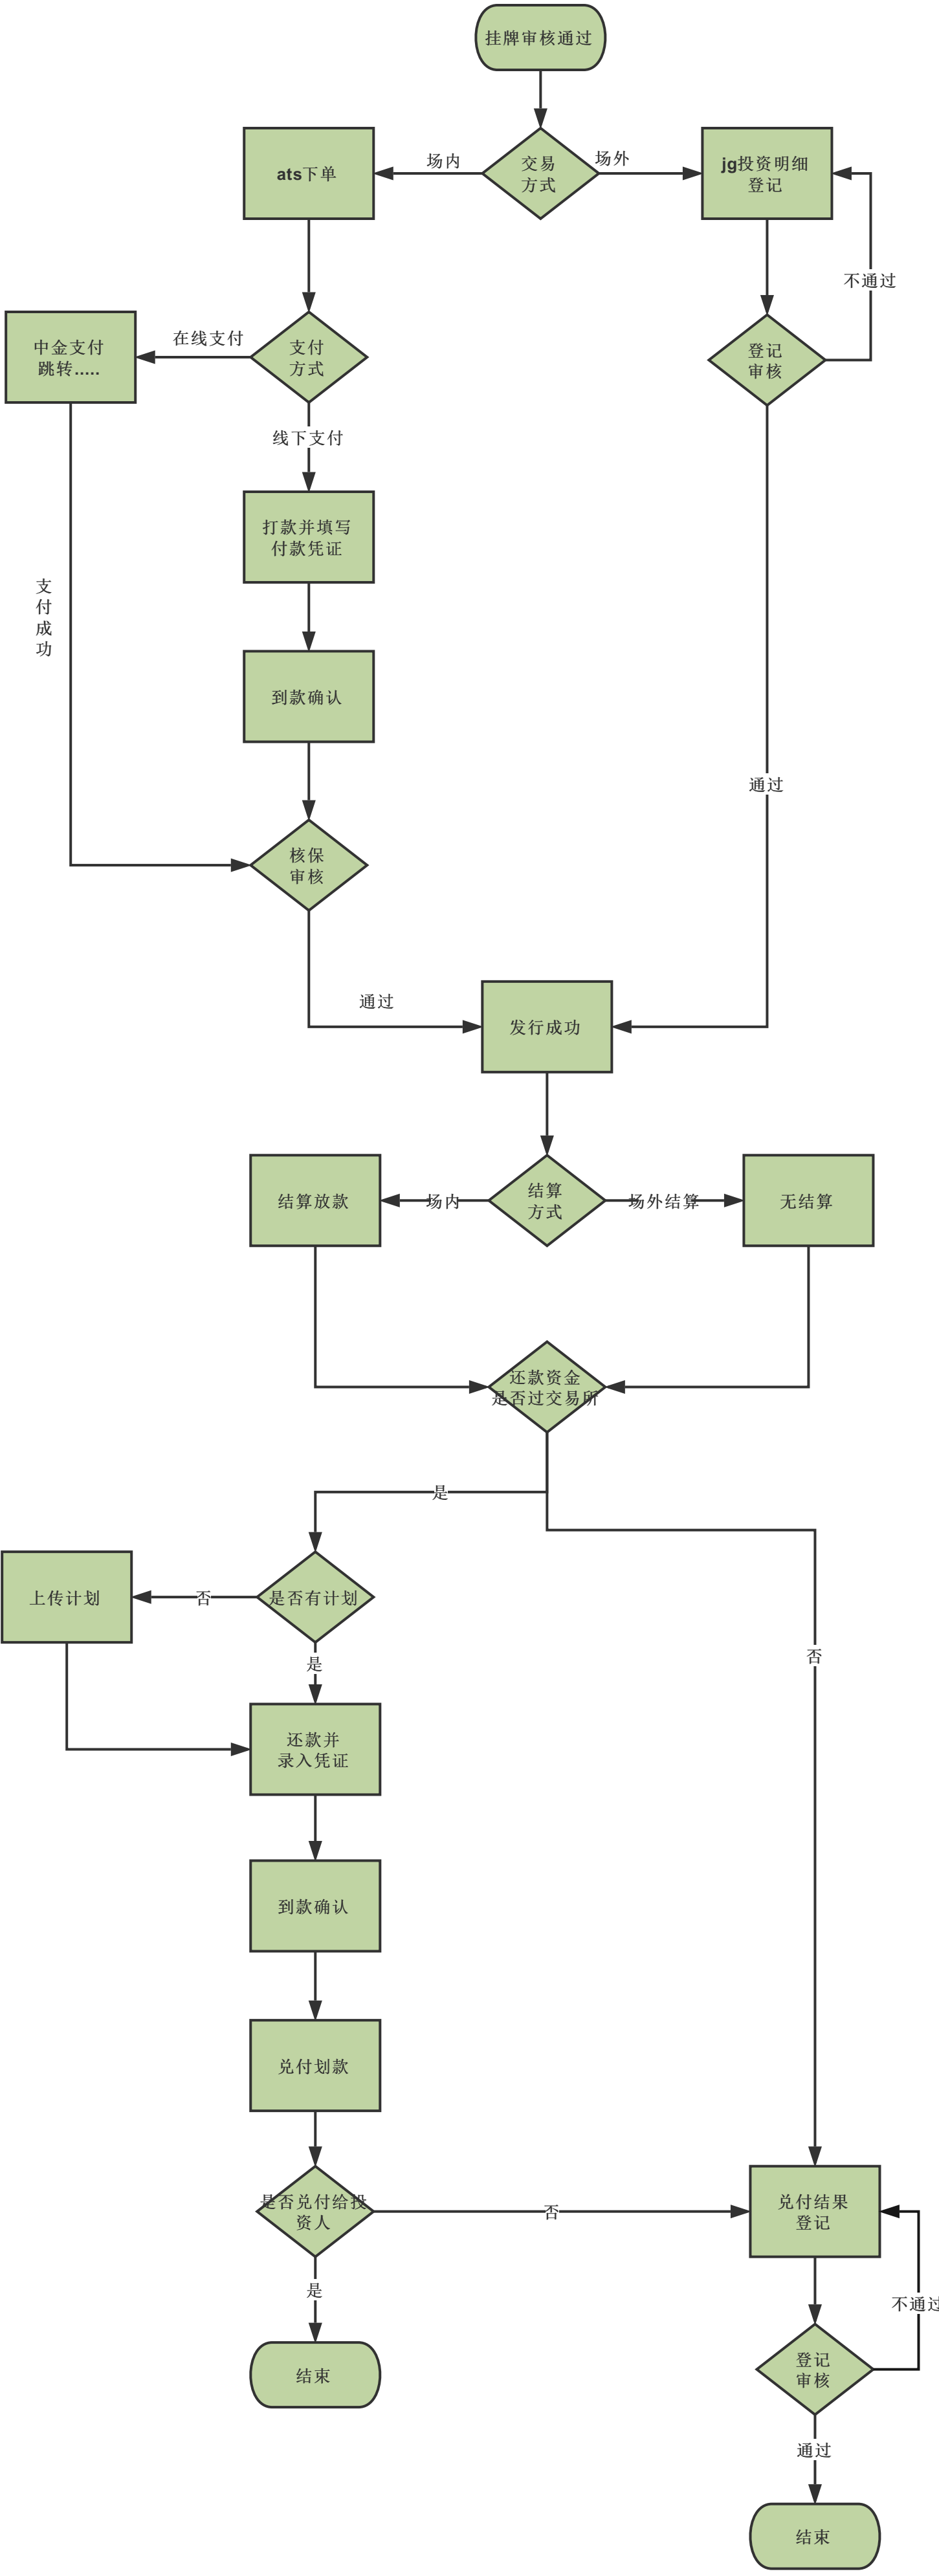 挂牌审核通过
交易
方式
场内
场外
ats下单
jg投资明细
登记
不通过
支付
方式
在线支付
中金支付
跳转.....
登记
审核
线下支付
打款并填写
付款凭证
支
付
成
功
到款确认
通过
核保
审核
通过
发行成功
结算
方式
场内
场外结算
结算放款
无结算
还款资金
是否过交易所
是
否
是否有计划
否
上传计划
是
还款并
录入凭证
到款确认
兑付划款
是否兑付给投
资人
否
兑付结果
登记
是
不通过
结束
登记
审核
通过
结束